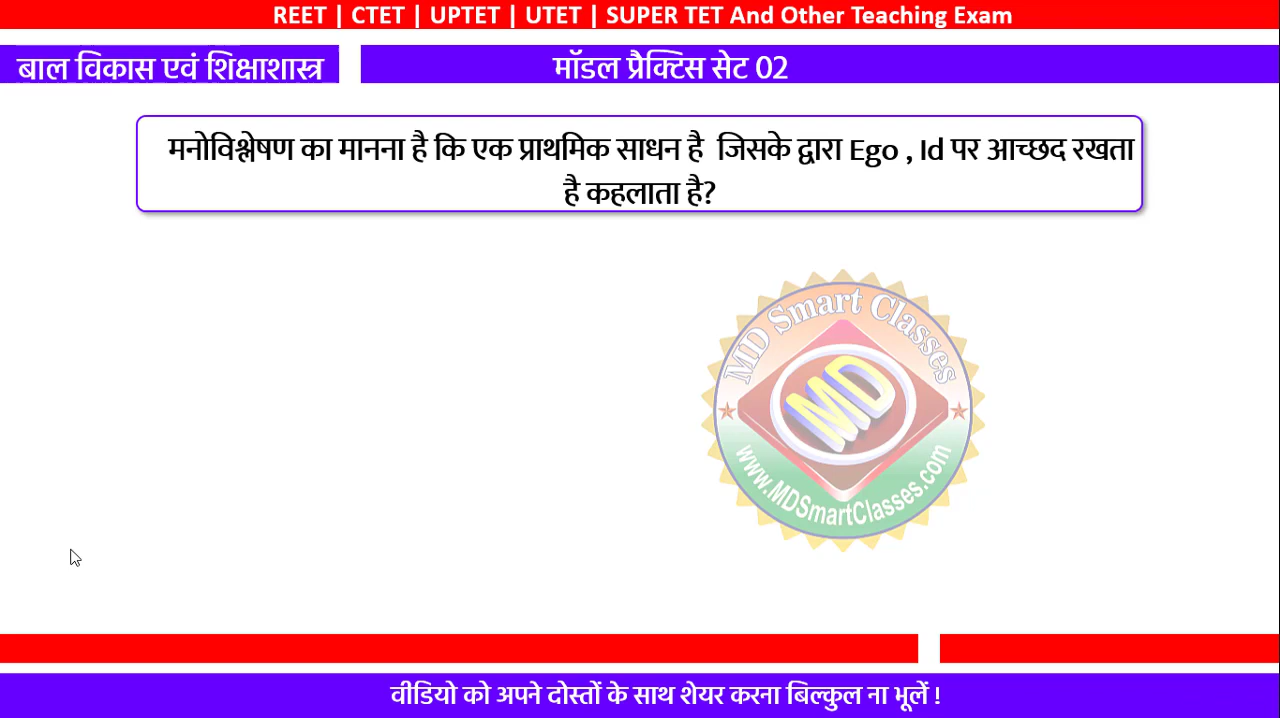 REET | CTET | UPTET | UTET | SUPER TET And Other Teaching Exam
बाल विकास एवं शिक्षाशास्त्र
मॉडल प्रैक्टिस सेट 02
मनोविश्लेषण का मानना है कि एक प्राथमिक साधन है जिसके द्वारा Ego , Id पर आच्छद रखता
है कहलाता है?
MD Smart Classes
MD
www.MDSmartClasses.com
वीडियो को अपने दोस्तों के साथ शेयर करना बिल्कुल ना भूलें !